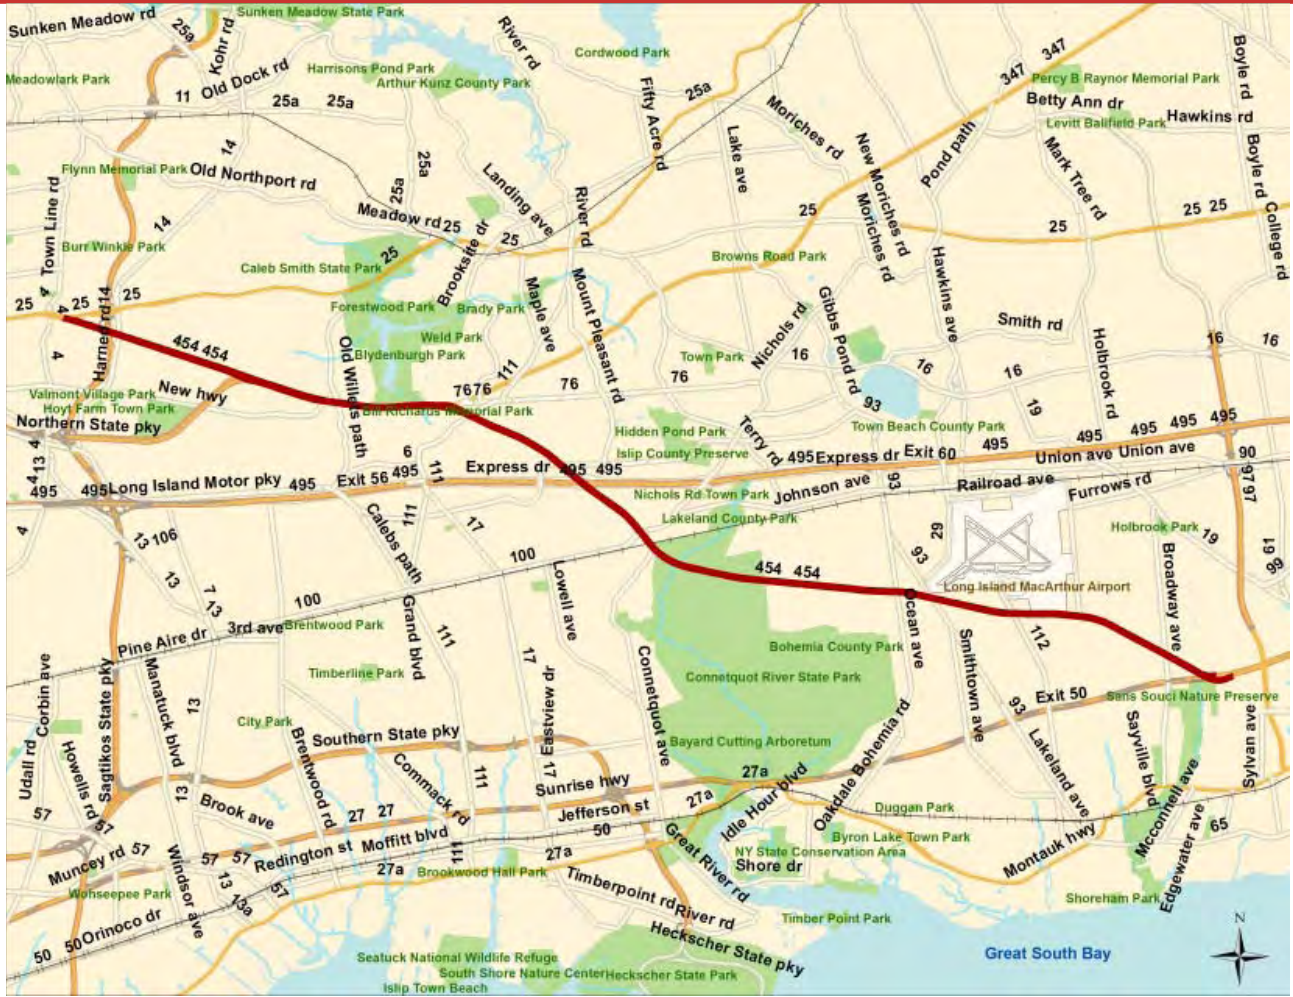 Sunken Meadow rd
25a
Kohr rd
Sunken Meadow State Park
River rd
Cordwood Park
347
347
Boyle rd
Meadowlark Park
11
Old Dock rd
Harrisons Pond Park
Arthur Kunz County Park
Fifty Acre rd
25a
Percy B Raynor Memorial Park
25a
25a
Moriches rd
Betty Ann dr
Levitt Ballfield Park
Hawkins rd
14
25a
Lake ave
New Moriches rd
Pond path
Mark Tree rd
Boyle rd
Flynn Memorial Park
Old Northport rd
25a
Landing ave
River rd
Town Line rd
14
Meadow rd
25
25
Brookside dr
25
Moriches rd
25
25 25
College rd
Burr Winkle Park
Caleb Smith State Park
25
Browns Road Park
Hawkins ave
4
25
25
25
4
Harned rd
14
Forestwood Park
Brady Park
Maple ave
Mount Pleasant rd
Gibbs Pond rd
Smith rd
Holbrook rd
454 454
Old Willets path
Weld Park
Blydenburgh Park
Town Park
Nichols rd
16
16
16
16
16
4
111
Valmont Village Park
New hwy
Hoyt Farm Town Park
76 76
76
76
93
19
Bill Richards Memorial Park
Northern State pky
Hidden Pond Park
Terry rd
Town Beach County Park
4
13
4
6
Islip County Preserve
495
495
495
495
495
Express dr
Exit 60
Union ave Union ave
90
495
495
Long Island Motor pky
495
Exit 56
495
111
Express dr
495 495
Nichols Rd Town Park
Johnson ave
93
Railroad ave
Furrows rd
97
97
4
Calebs path
111
17
Lakeland County Park
29
Holbrook Park
19
13
106
100
93
19
99
13
7
13
100
Lowell ave
454 454
Long Island MacArthur Airport
Broadway ave
Pine Aire dr
3rd ave
Brentwood Park
Grand blvd
111
Ocean ave
112
Corbin ave
Sagtikos State pky
Manatuck blvd
Timberline Park
17
Eastview dr
Connetquot ave
Bohemia County Park
Connetquot River State Park
Smithtown ave
13
93
Exit 50
Sans Souci Nature Preserve
Udall rd
Howells rd
City Park
Brentwood rd
Southern State pky
Commack rd
Bayard Cutting Arboretum
Oakdale Bohemia rd
Lakeland ave
Sayville blvd
Sylvan ave
13
111
17
Sunrise hwy
27a
Idle Hour blvd
Mcconnell ave
57
57
Brook ave
27 27
Jefferson st
27a
Duggan Park
Edgewater ave
65
Muncey rd
57
57
57
Redington st
Moffitt blvd
50
Great River rd
Byron Lake Town Park
Montauk hwy
Windsor ave
111
27a
NY State Conservation Area
Wohseepee Park
13
13a
57
27a
Brookwood Hall Park
Timberpoint rd
River rd
Shore dr
Shoreham Park
50
50
Orinoco dr
Timber Point Park
N
Heckscher State pky
Great South Bay
Seatuck National Wildlife Refuge
South Shore Nature Center
Heckscher State Park
Islip Town Beach